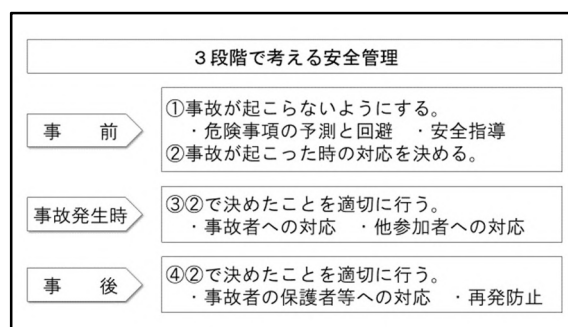 3段階で考える安全管理
事　前
①事故が起こらないようにする。
・危険事項の予測と回避　・安全指導
②事故が起こった時の対応を決める。
事故発生時
③②で決めたことを適切に行う。
・事故者への対応　・他参加者への対応
事　後
④②で決めたことを適切に行う。
・事故者の保護者等への対応　・再発防止